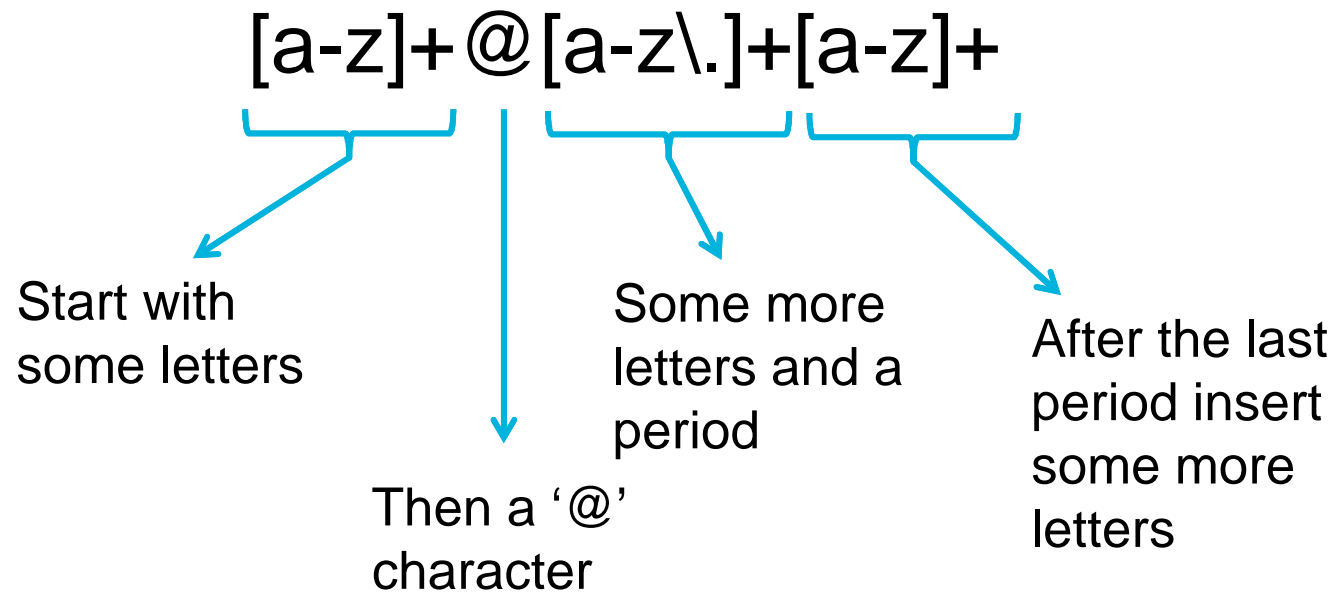 [a-z]+@[a-z\.]+[a-z]+
Start with
some letters
Then a ‘@’
character
Some more
letters and a
period
After the last
period insert
some more
letters